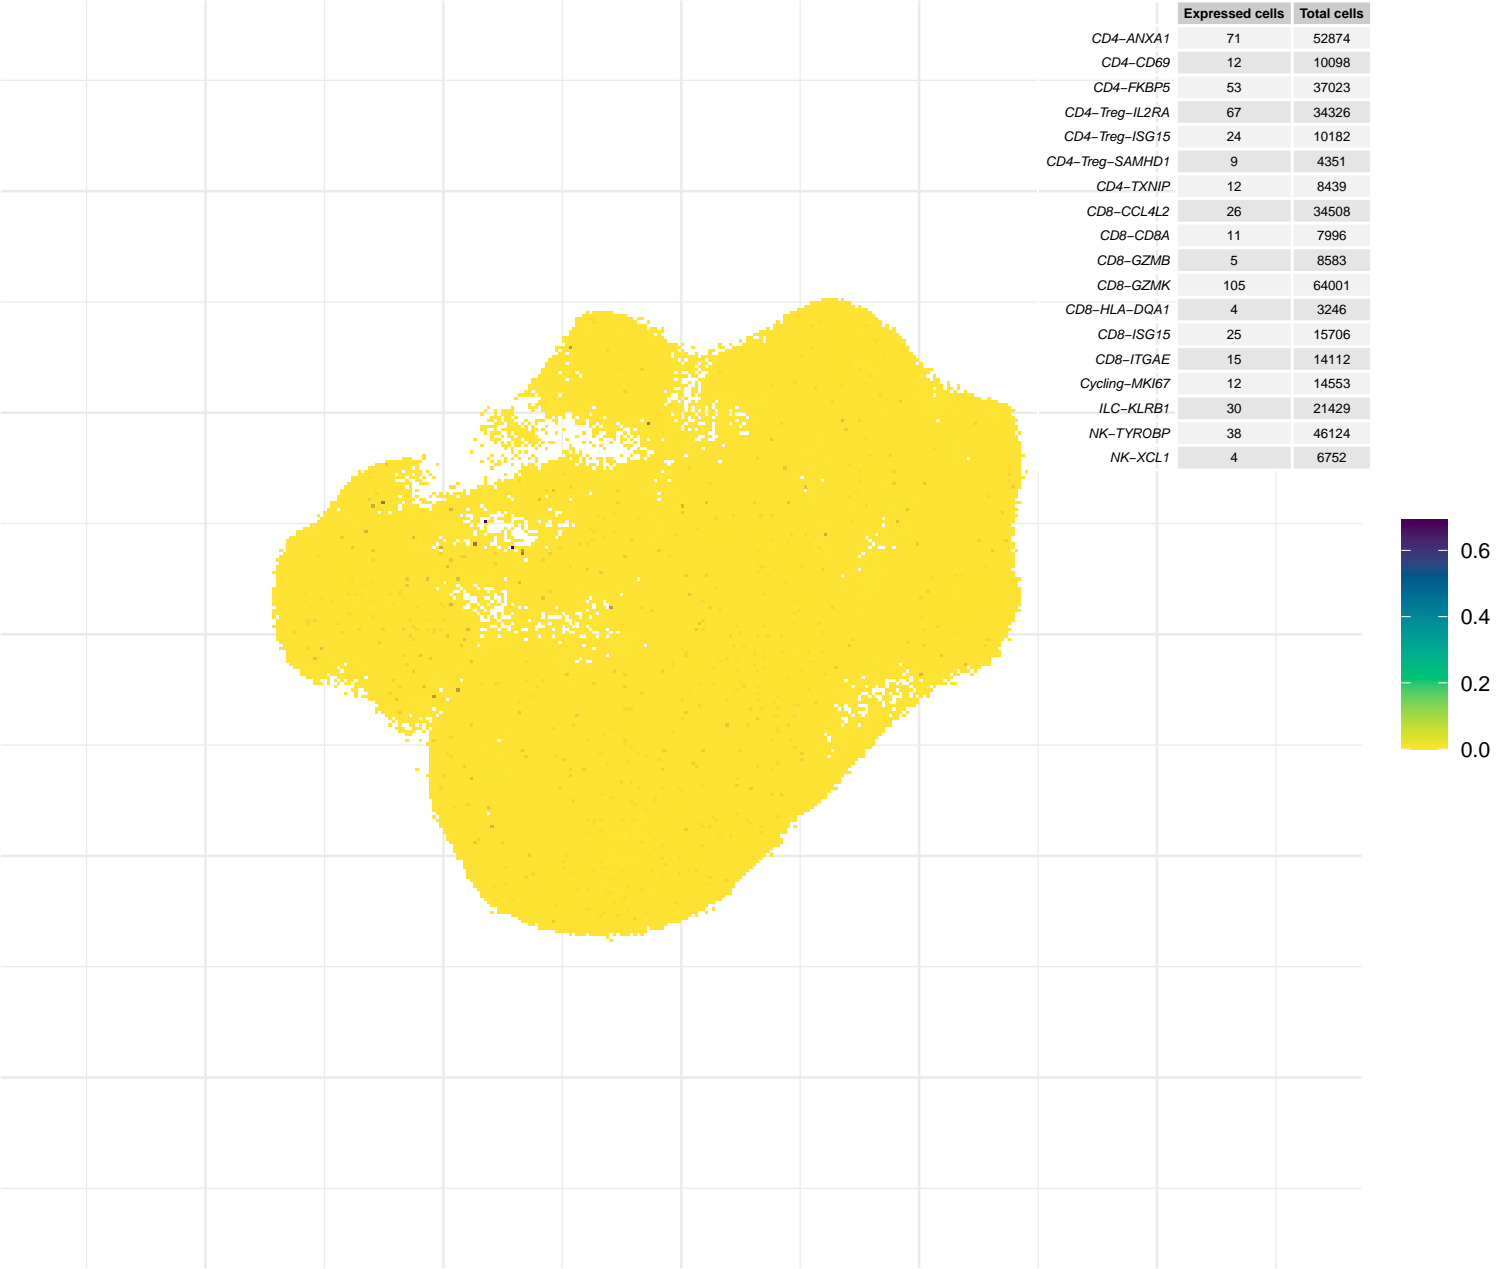 Expressed cells Total cells
CD4−ANXA1 71 52874
CD4−CD69 12 10098
CD4−FKBP5 53 37023
CD4−Treg−IL2RA 67 34326
CD4−Treg−ISG15 24 10182
CD4−Treg−SAMHD1 9 4351
CD4−TXNIP 12 8439
CD8−CCL4L2 26 34508
CD8−CD8A 11 7996
CD8−GZMB 5 8583
CD8−GZMK 105 64001
CD8−HLA−DQA1 4 3246
CD8−ISG15 25 15706
CD8−ITGAE 15 14112
Cycling−MKI67 12 14553
ILC−KLRB1 30 21429
NK−TYROBP 38 46124
NK−XCL1 4 6752
0.6
0.4
0.2
0.0